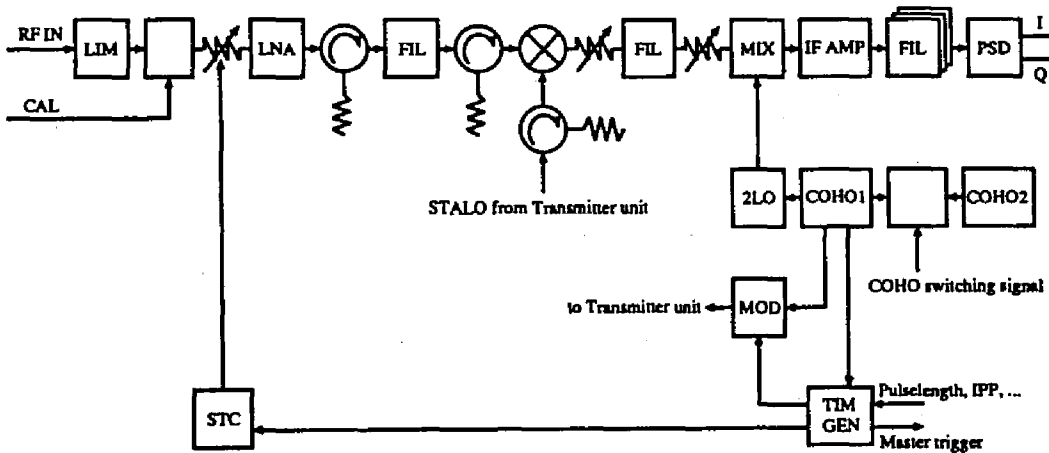 RF IN
LIM
LNA
FIL
FIL
MIX
IF AMP
FIL
PSD
I
Q
CAL
STALO from Transmitter unit
2LO
COHO1
COHO2
COHO switching signal
to Transmitter unit
MOD
STC
TIM
GEN
Pulselength, IPP, ...
Master trigger